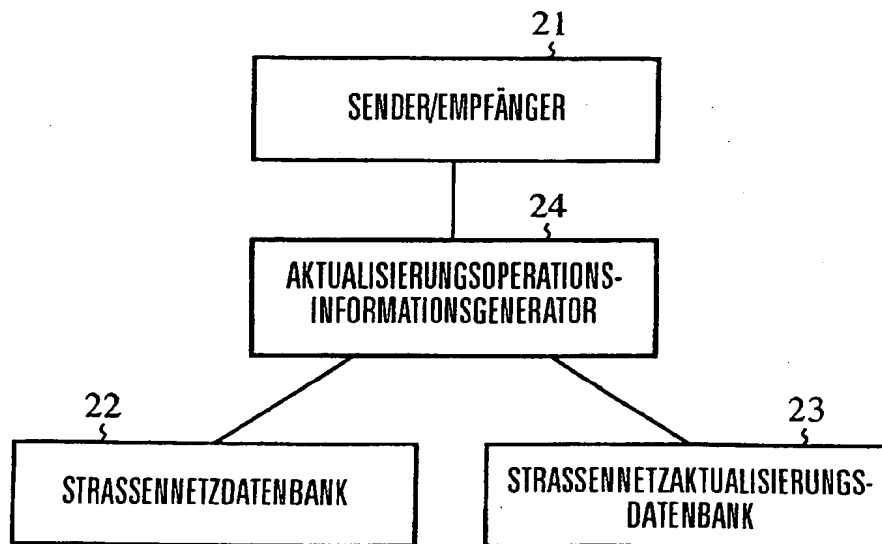 21
SENDER/EMPFÄNGER
24
AKTUALISIERUNGSOPERATIONS-
INFORMATIONSGENERATOR
22
STRASSENNETZDATENBANK
23
STRASSENNETZAKTUALISIERUNGS-
DATENBANK